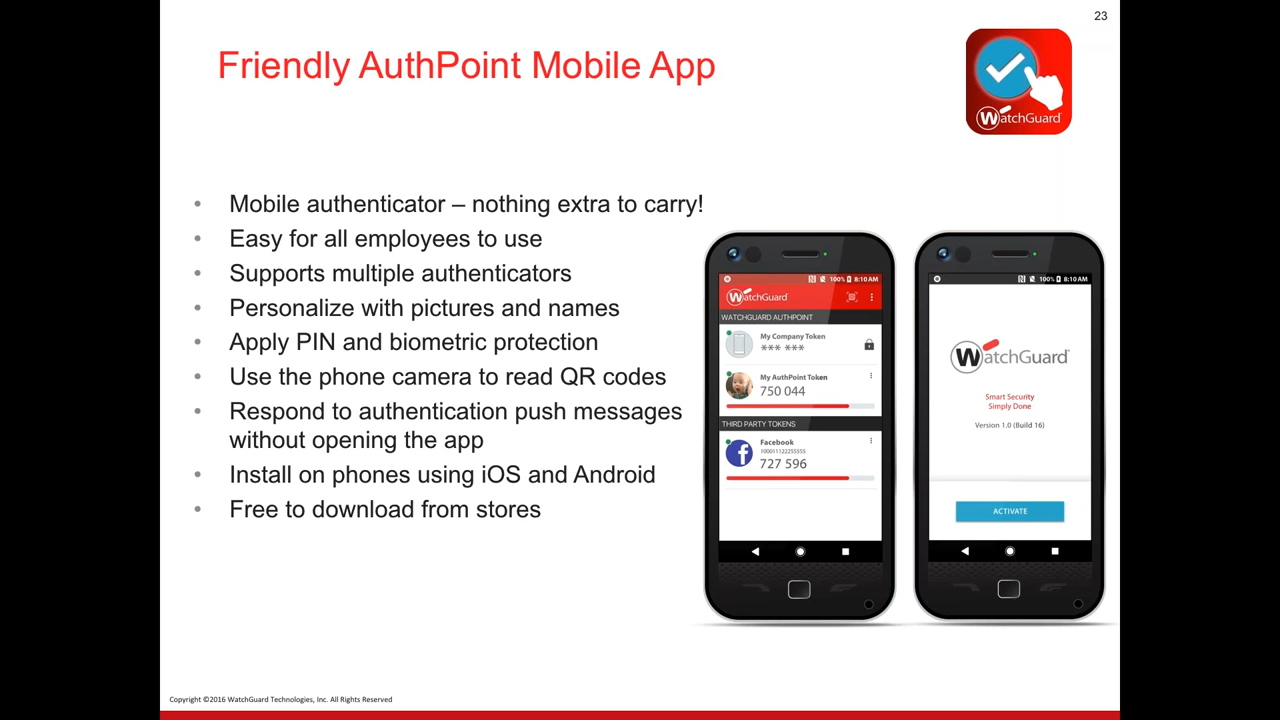 23
Friendly AuthPoint Mobile App
WatchGuard
• Mobile authenticator – nothing extra to carry!
• Easy for all employees to use
• Supports multiple authenticators
• Personalize with pictures and names
• Apply PIN and biometric protection
• Use the phone camera to read QR codes
• Respond to authentication push messages
without opening the app
• Install on phones using iOS and Android
• Free to download from stores
100% 8:10 AM
WatchGuard
WATCHGUARD AUTHPOINT
My Company Token
*** ***
My AuthPoint Token
750 044
THIRD PARTY TOKENS
Facebook
100011122255555
727 596
100% 8:10 AM
WatchGuard
Smart Security
Simply Done
Version 1.0 (Build 16)
ACTIVATE
Copyright ©2016 WatchGuard Technologies, Inc. All Rights Reserved